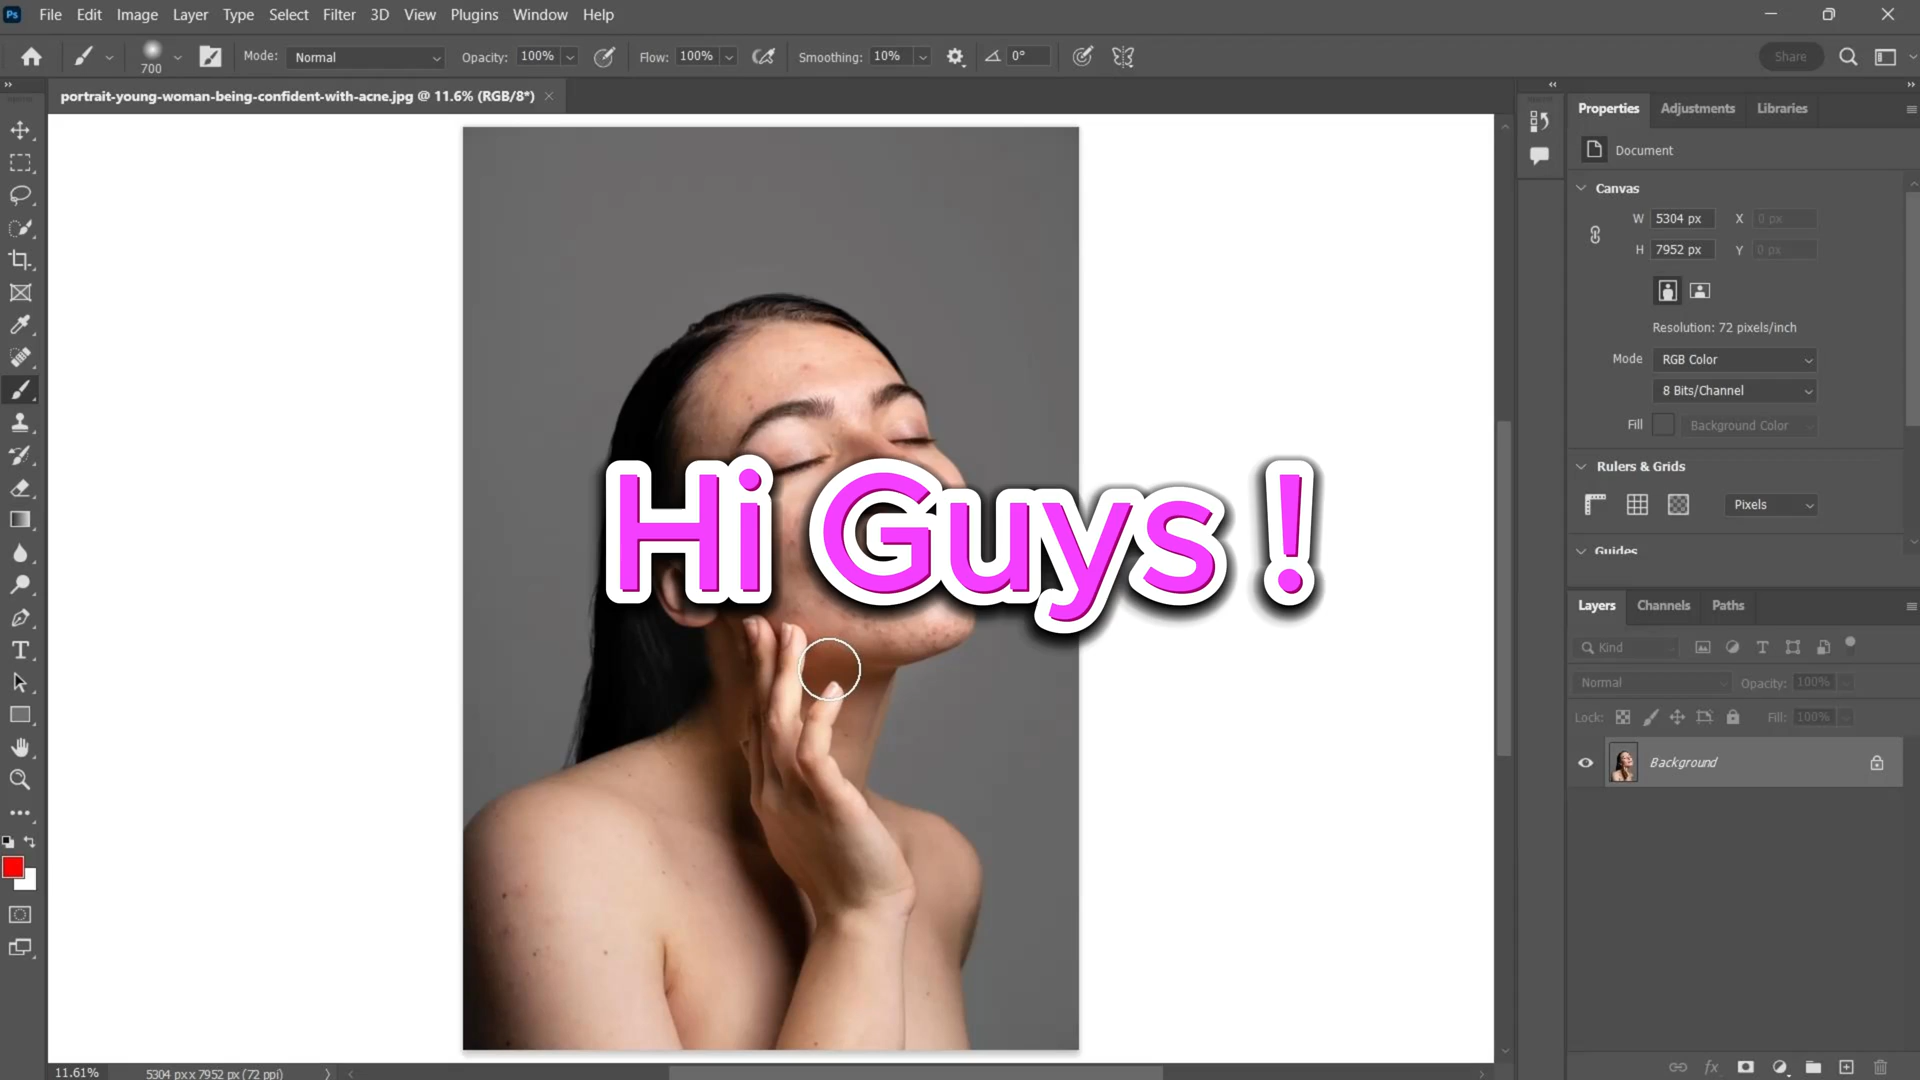 Ps File Edit Image Layer Type Select Filter 3D View Plugins Window Help
700 Mode: Normal Opacity: 100% Flow: 100% Smoothing: 10% 0° Share
portrait-young-woman-being-confident-with-acne.jpg @ 11.6% (RGB/8*)
Properties Adjustments Libraries
Document
Canvas
W 5304 px X 0 px
H 7952 px Y 0 px
Resolution: 72 pixels/inch
Mode RGB Color
8 Bits/Channel
Fill Background Color
Rulers & Grids
Pixels
Guides
Hi Guys !
Layers Channels Paths
Kind
Normal Opacity: 100%
Lock: Fill: 100%
Background
11.61% 5304 px x 7952 px (72 ppi)